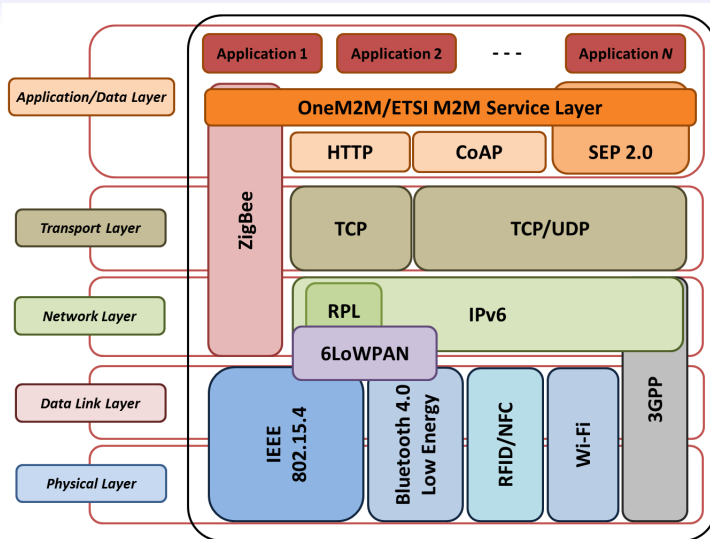 Application 1
Application 2
- - -
Application N
Application/Data Layer
OneM2M/ETSI M2M Service Layer
HTTP
CoAP
SEP 2.0
ZigBee
Transport Layer
TCP
TCP/UDP
Network Layer
RPL
IPv6
6LoWPAN
Data Link Layer
IEEE
802.15.4
Bluetooth 4.0
Low Energy
RFID/NFC
Wi-Fi
3GPP
Physical Layer